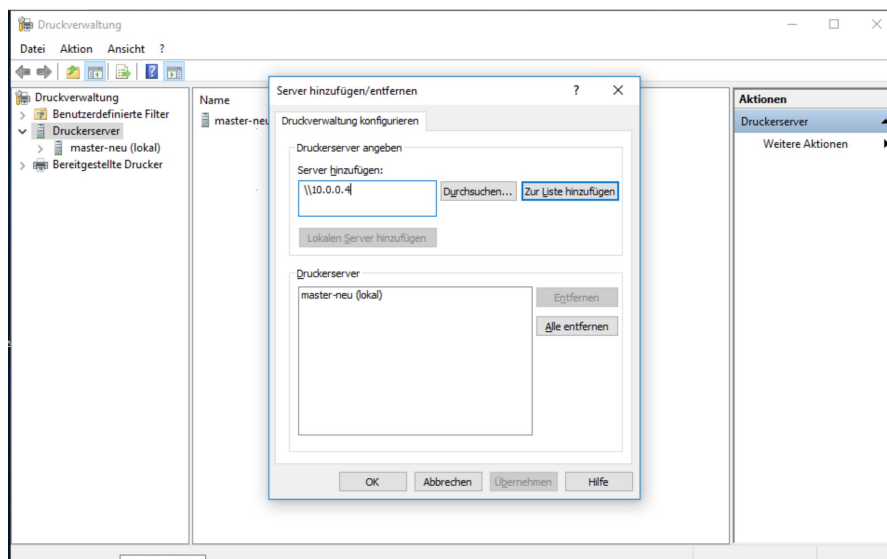 Druckverwaltung
Datei Aktion Ansicht ?
Druckverwaltung
Benutzerdefinierte Filter
Druckerserver
master-neu (lokal)
Bereitgestellte Drucker
Name
master-neu
Server hinzufügen/entfernen
Druckverwaltung konfigurieren
Druckerserver angeben
Server hinzufügen:
\\10.0.0.4
Durchsuchen... Zur Liste hinzufügen
Lokalen Server hinzufügen
Druckerserver
master-neu (lokal)
Entfernen
Alle entfernen
OK Abbrechen Übernehmen Hilfe
Aktionen
Druckerserver
Weitere Aktionen